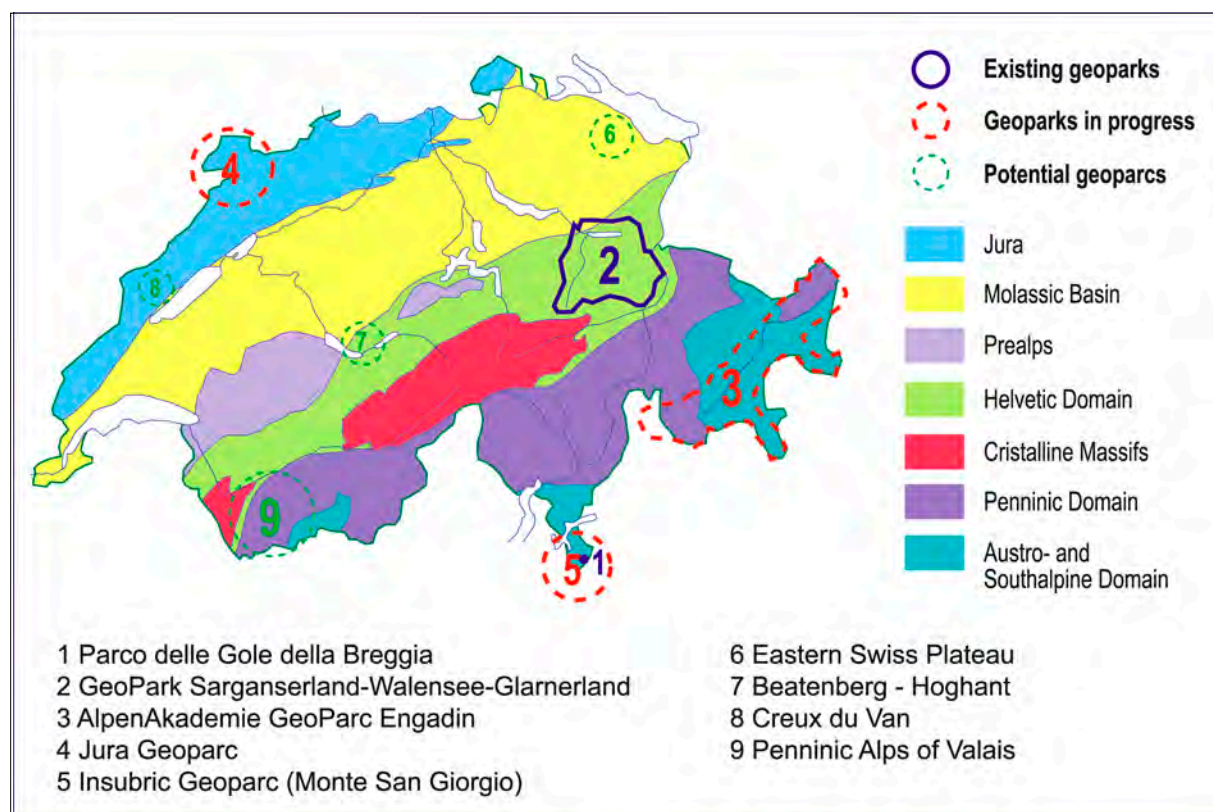 Existing geoparks
Geoparks in progress
Potential geoparcs
Jura
Molassic Basin
Prealps
Helvetic Domain
Cristalline Massifs
Penninic Domain
Austro- and
Southalpine Domain
4
6
8
2
7
3
9
5
1
1 Parco delle Gole della Breggia
2 GeoPark Sarganserland-Walensee-Glarnerland
3 AlpenAkademie GeoParc Engadin
4 Jura Geoparc
5 Insubric Geoparc (Monte San Giorgio)
6 Eastern Swiss Plateau
7 Beatenberg - Hoghant
8 Creux du Van
9 Penninic Alps of Valais